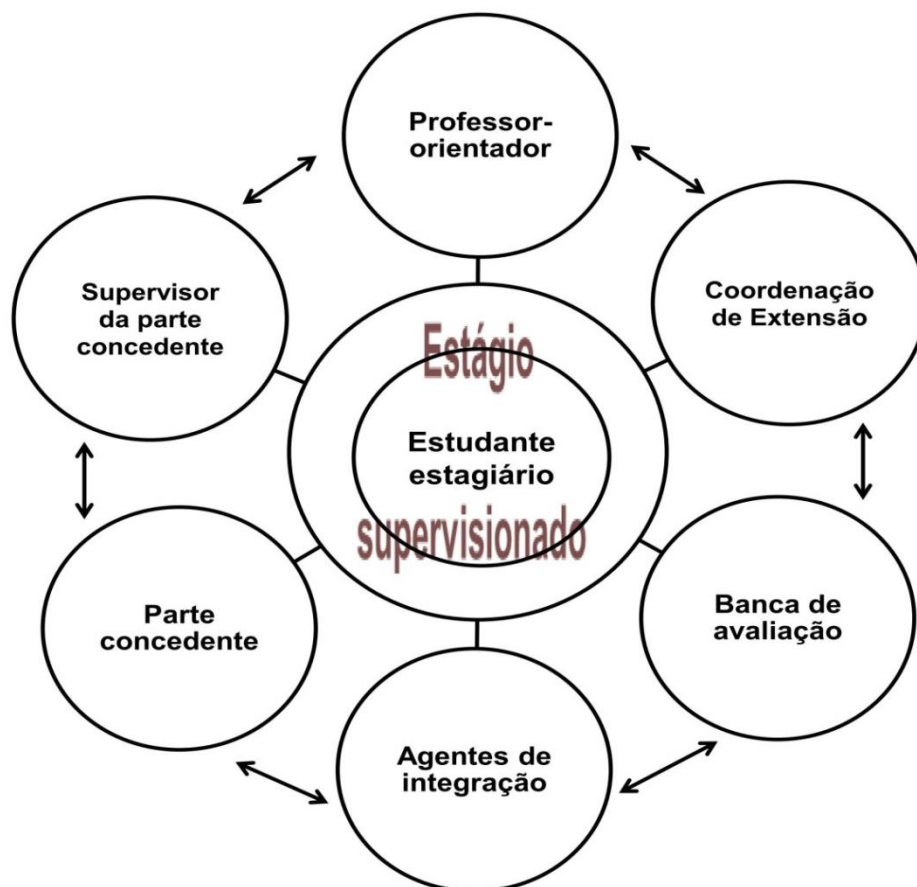 Professor-
orientador
Supervisor
da parte
concedente
Coordenação
de Extensão
Estágio
Estudante
estagiário
supervisionado
Parte
concedente
Banca de
avaliação
Agentes de
integração